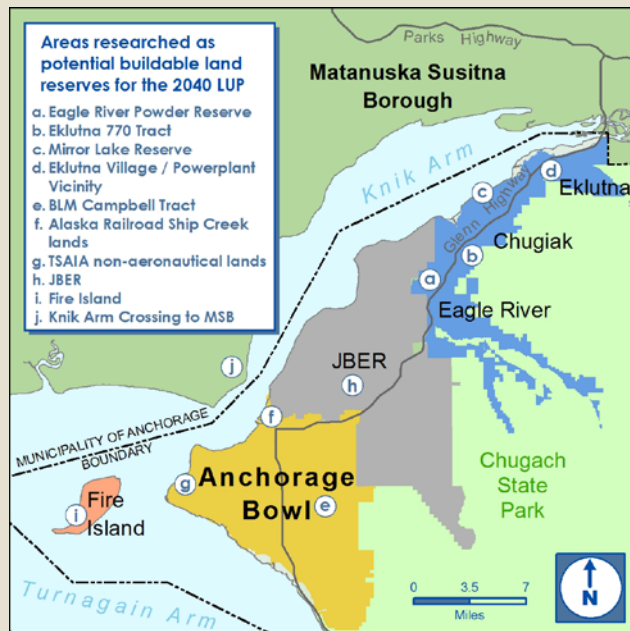 Areas researched as
potential buildable land
reserves for the 2040 LUP
a. Eagle River Powder Reserve
b. Eklutna 770 Tract
c. Mirror Lake Reserve
d. Eklutna Village / Powerplant
Vicinity
e. BLM Campbell Tract
f. Alaska Railroad Ship Creek
lands
g. TSAIA non-aeronautical lands
h. JBER
i. Fire Island
j. Knik Arm Crossing to MSB
Parks Highway
Matanuska Susitna
Borough
Knik Arm
d
Eklutna
c
Glenn Highway
Chugiak
b
a
Eagle River
JBER
h
j
f
MUNICIPALITY OF ANCHORAGE
BOUNDARY
Anchorage
Bowl
g
e
Chugach
State
Park
Fire
Island
i
Turnagain Arm
0 3.5 7
Miles
N